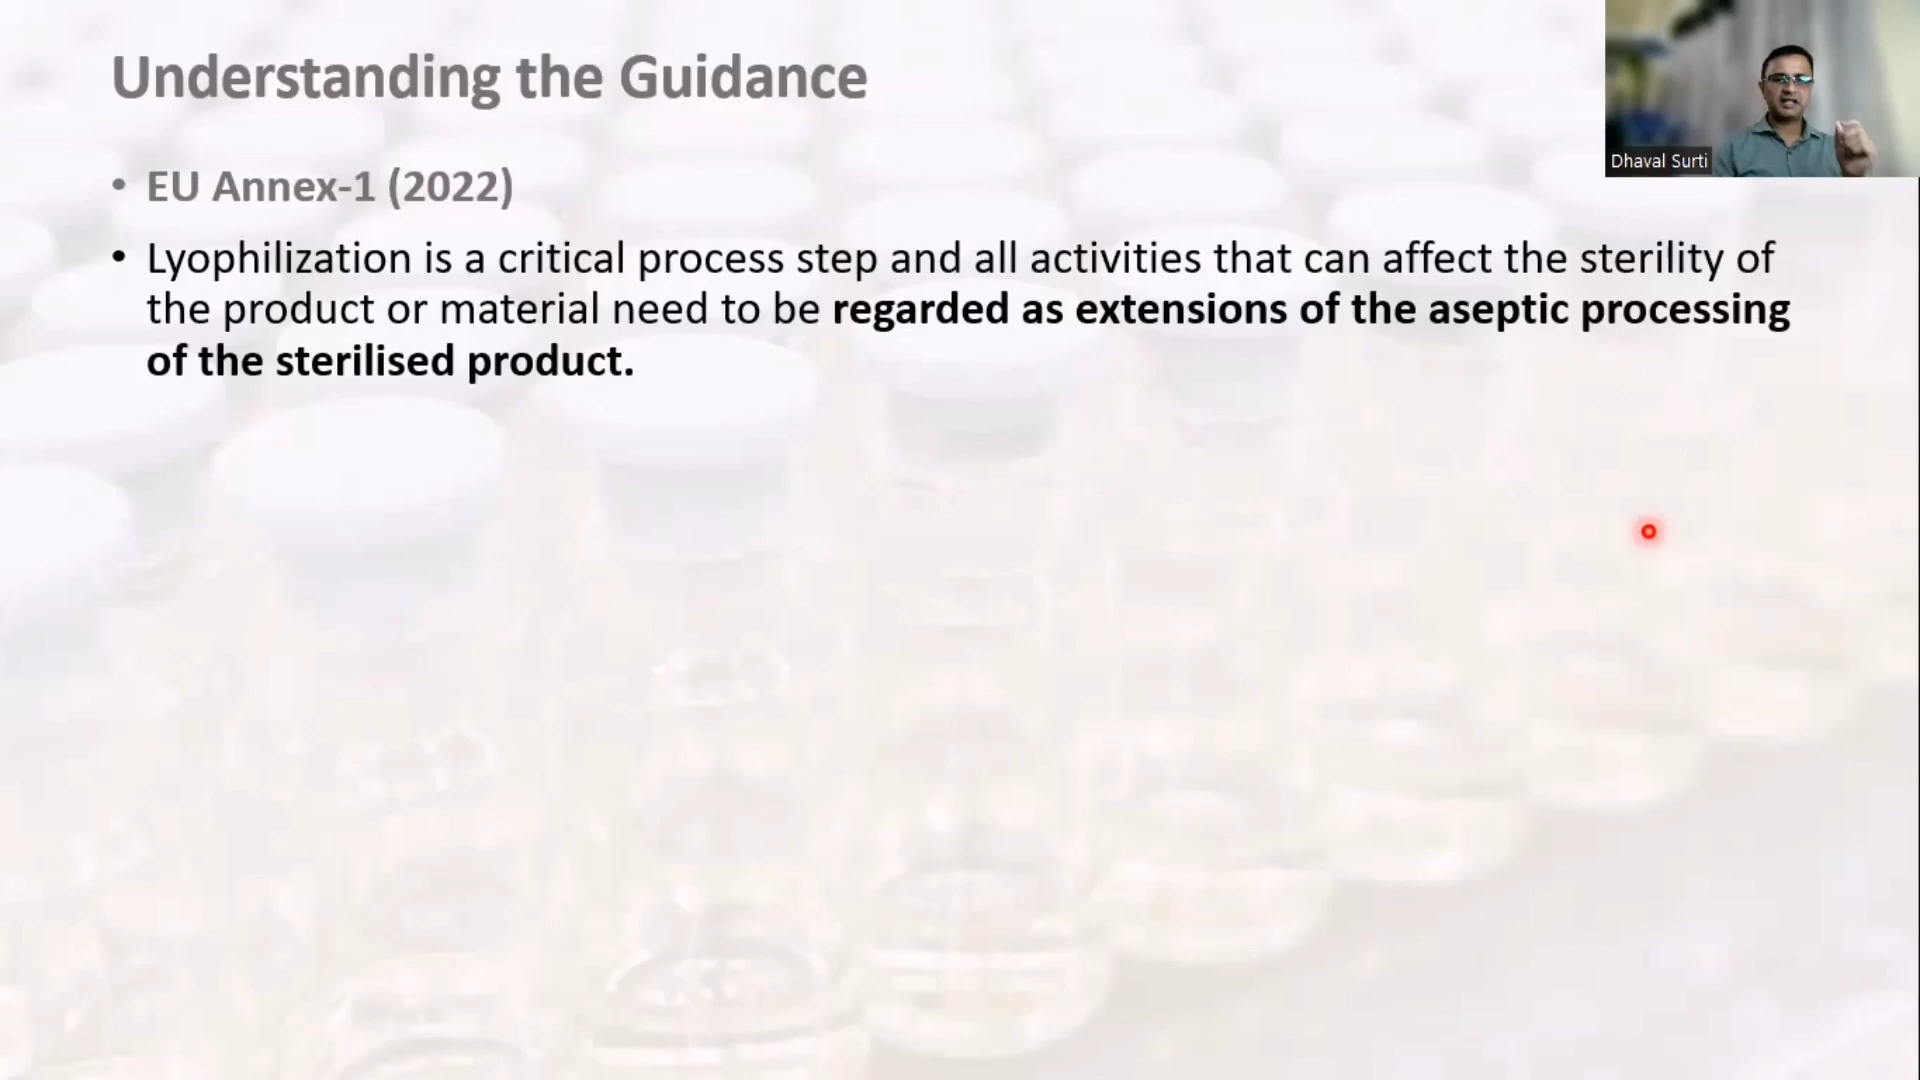 Understanding the Guidance
Dhaval Surti
• EU Annex-1 (2022)
• Lyophilization is a critical process step and all activities that can affect the sterility of
the product or material need to be regarded as extensions of the aseptic processing
of the sterilised product.